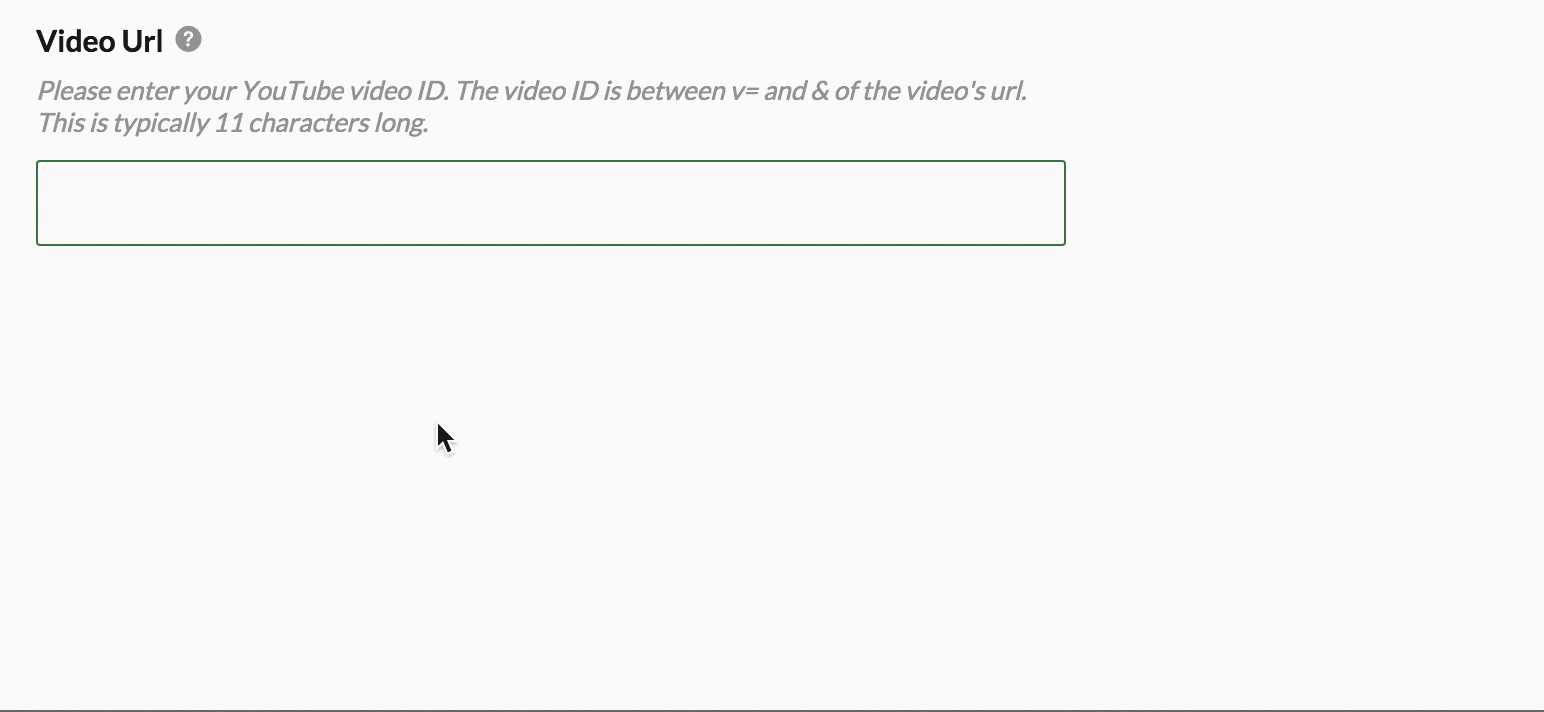 Video Url ?
Please enter your YouTube video ID. The video ID is between v= and & of the video's url.
This is typically 11 characters long.